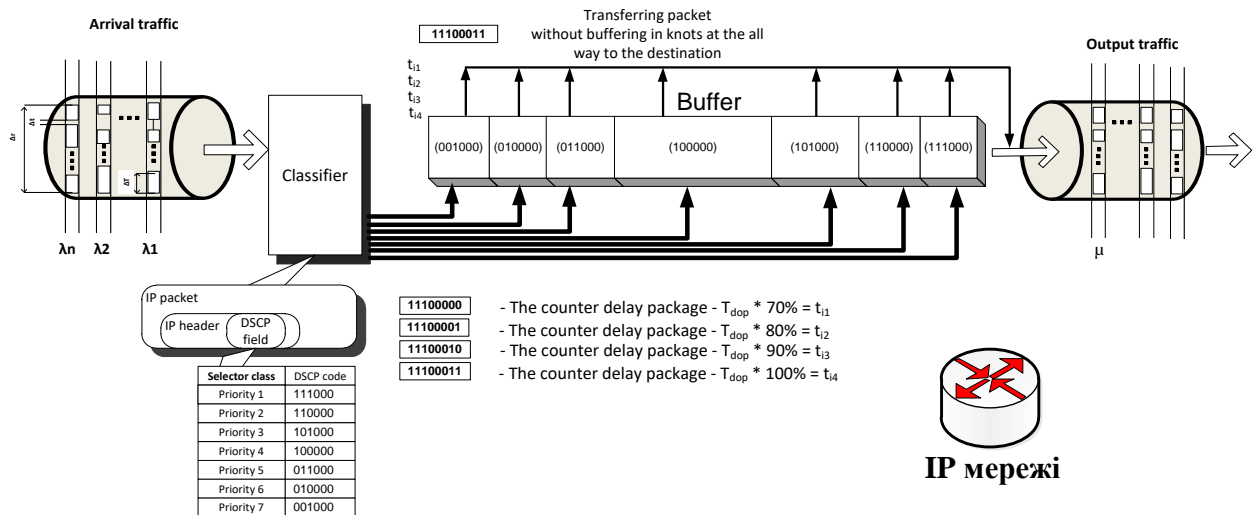 Arrival traffic
11100011
Transferring packet
without buffering in knots at the all
way to the destination
Output traffic
ti1
ti2
ti3
ti4
Buffer
Δt
ΔT
Classifier
(001000) (010000) (011000) (100000) (101000) (110000) (111000)
λn λ2 λ1
μ
IP packet
IP header
DSCP
field
11100000 - The counter delay package - Tdop * 70% = ti1
11100001 - The counter delay package - Tdop * 80% = ti2
11100010 - The counter delay package - Tdop * 90% = ti3
11100011 - The counter delay package - Tdop * 100% = ti4
Selector class DSCP code
Priority 1 111000
Priority 2 110000
Priority 3 101000
Priority 4 100000
Priority 5 011000
Priority 6 010000
Priority 7 001000
IP мережі